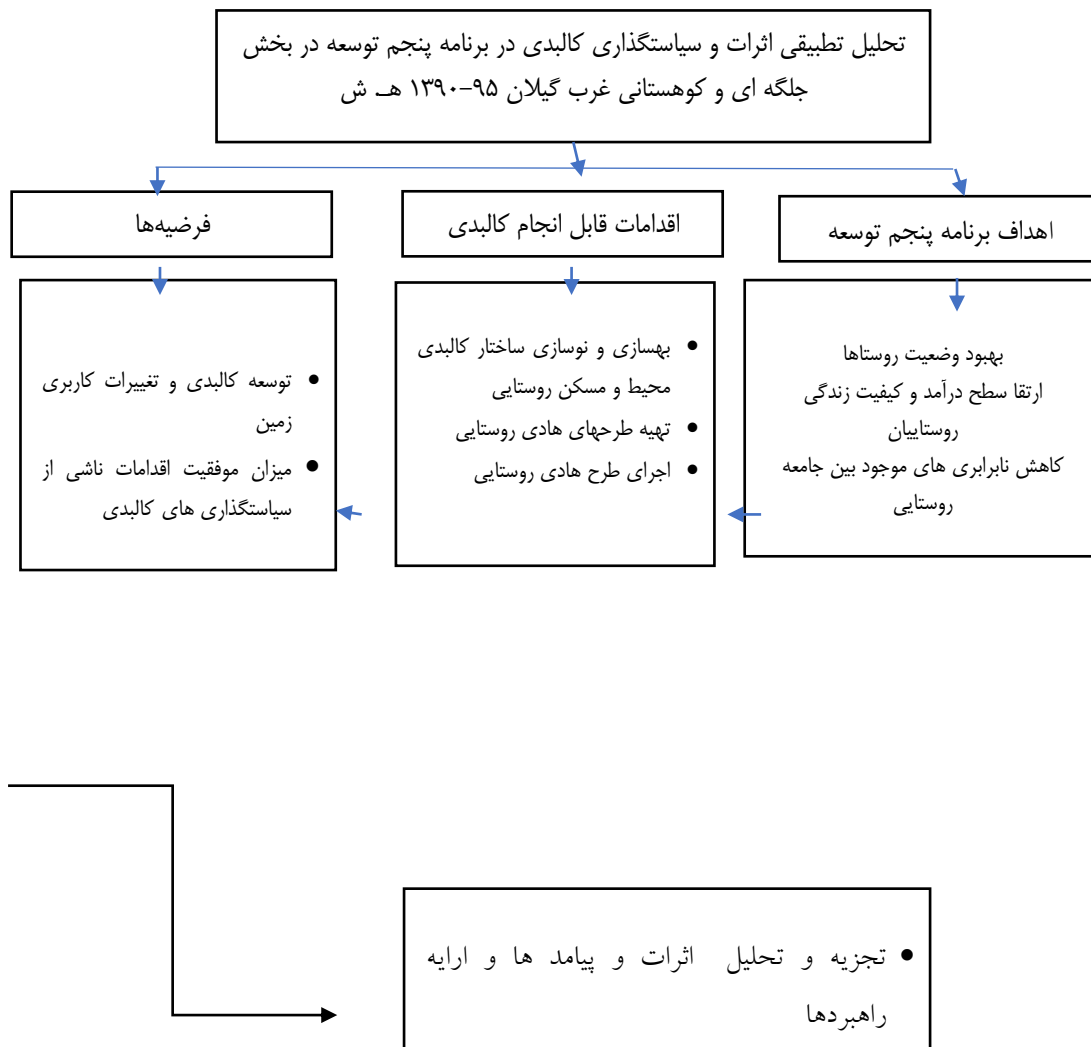 تحلیل تطبیقی اثرات و سیاستگذاری کالبدی در برنامه پنجم توسعه در بخش
جلگه ای و کوهستانی غرب گیلان ۹۵-۱۳۹۰ هـ ش
اهداف برنامه پنجم توسعه
اقدامات قابل انجام کالبدی
فرضیه‌ها
بهبود وضعیت روستاها
ارتقا سطح درآمد و کیفیت زندگی
روستاییان
کاهش نابرابری های موجود بین جامعه
روستایی
• بهسازی و نوسازی ساختار کالبدی
محیط و مسکن روستایی
• تهیه طرحهای هادی روستایی
• اجرای طرح هادی روستایی
• توسعه کالبدی و تغییرات کاربری
زمین
• میزان موفقیت اقدامات ناشی از
سیاستگذاری های کالبدی
• تجزیه و تحلیل اثرات و پیامد ها و ارایه
راهبردها